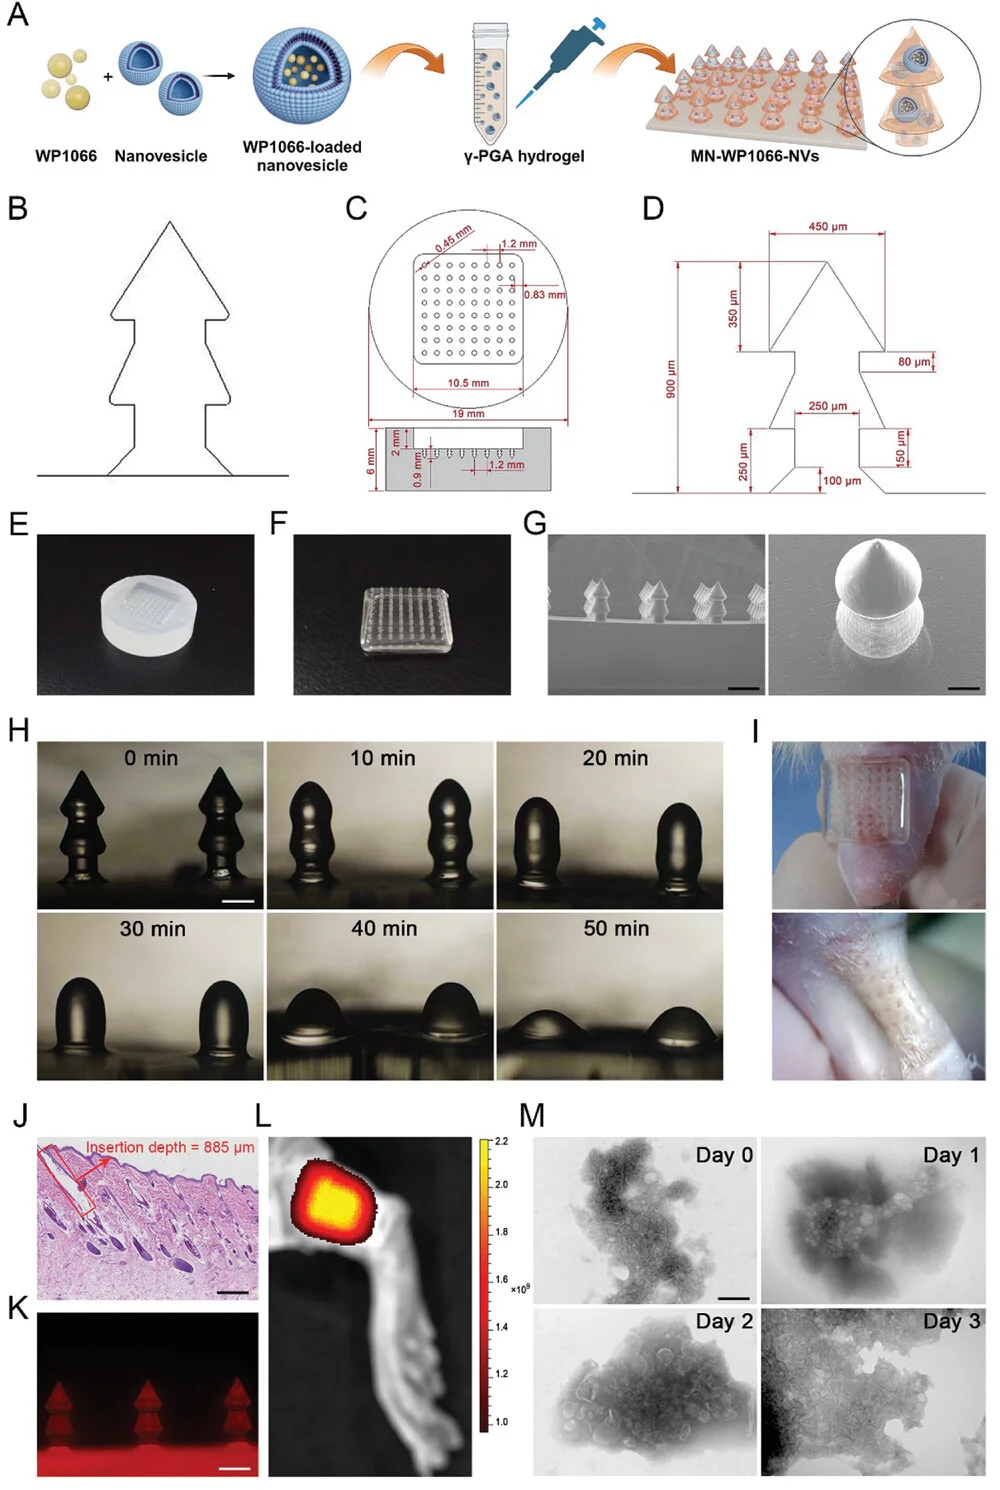 A
WP1066
+
Nanovesicle
WP1066-loaded
nanovesicle
γ-PGA hydrogel
MN-WP1066-NVs
B
C
0.45 mm
1.2 mm
0.83 mm
10.5 mm
19 mm
2 mm
6 mm
0.9 mm
1.2 mm
D
450 µm
350 µm
80 µm
900 µm
250 µm
250 µm
150 µm
100 µm
E
F
G
H
0 min
10 min
20 min
30 min
40 min
50 min
I
J
Insertion depth = 885 µm
K
L
2.2
2.0
1.8
1.6
×10⁹
1.4
1.2
1.0
M
Day 0
Day 1
Day 2
Day 3